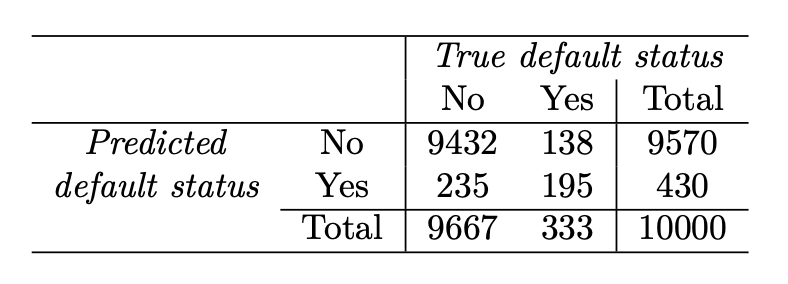 True default status
No Yes Total
Predicted No 9432 138 9570
default status Yes 235 195 430
Total 9667 333 10000